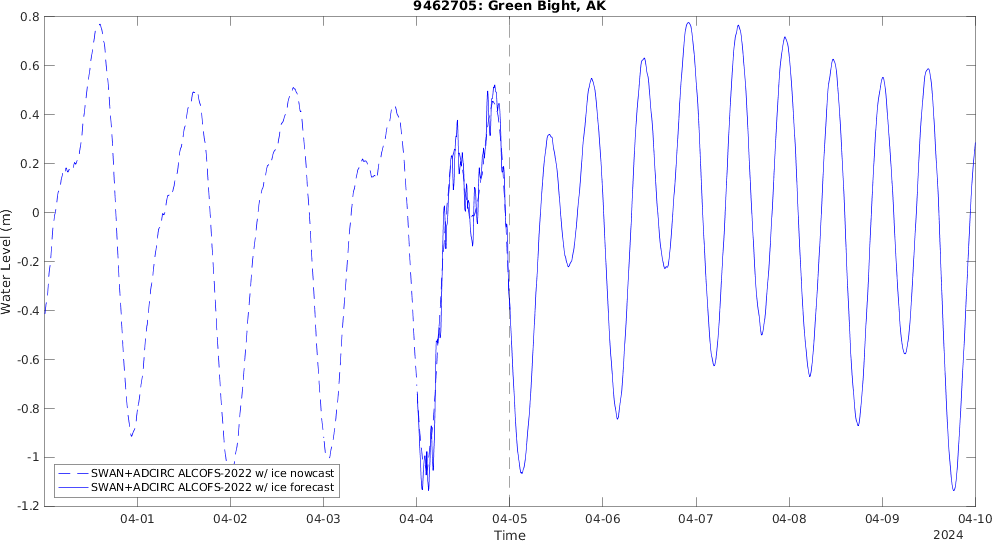 9462705: Green Bight, AK
Water Level (m)
0.8
0.6
0.4
0.2
0
-0.2
-0.4
-0.6
-0.8
-1
-1.2
SWAN+ADCIRC ALCOFS-2022 w/ ice nowcast
SWAN+ADCIRC ALCOFS-2022 w/ ice forecast
04-01 04-02 04-03 04-04 04-05 04-06 04-07 04-08 04-09 04-10
Time
2024